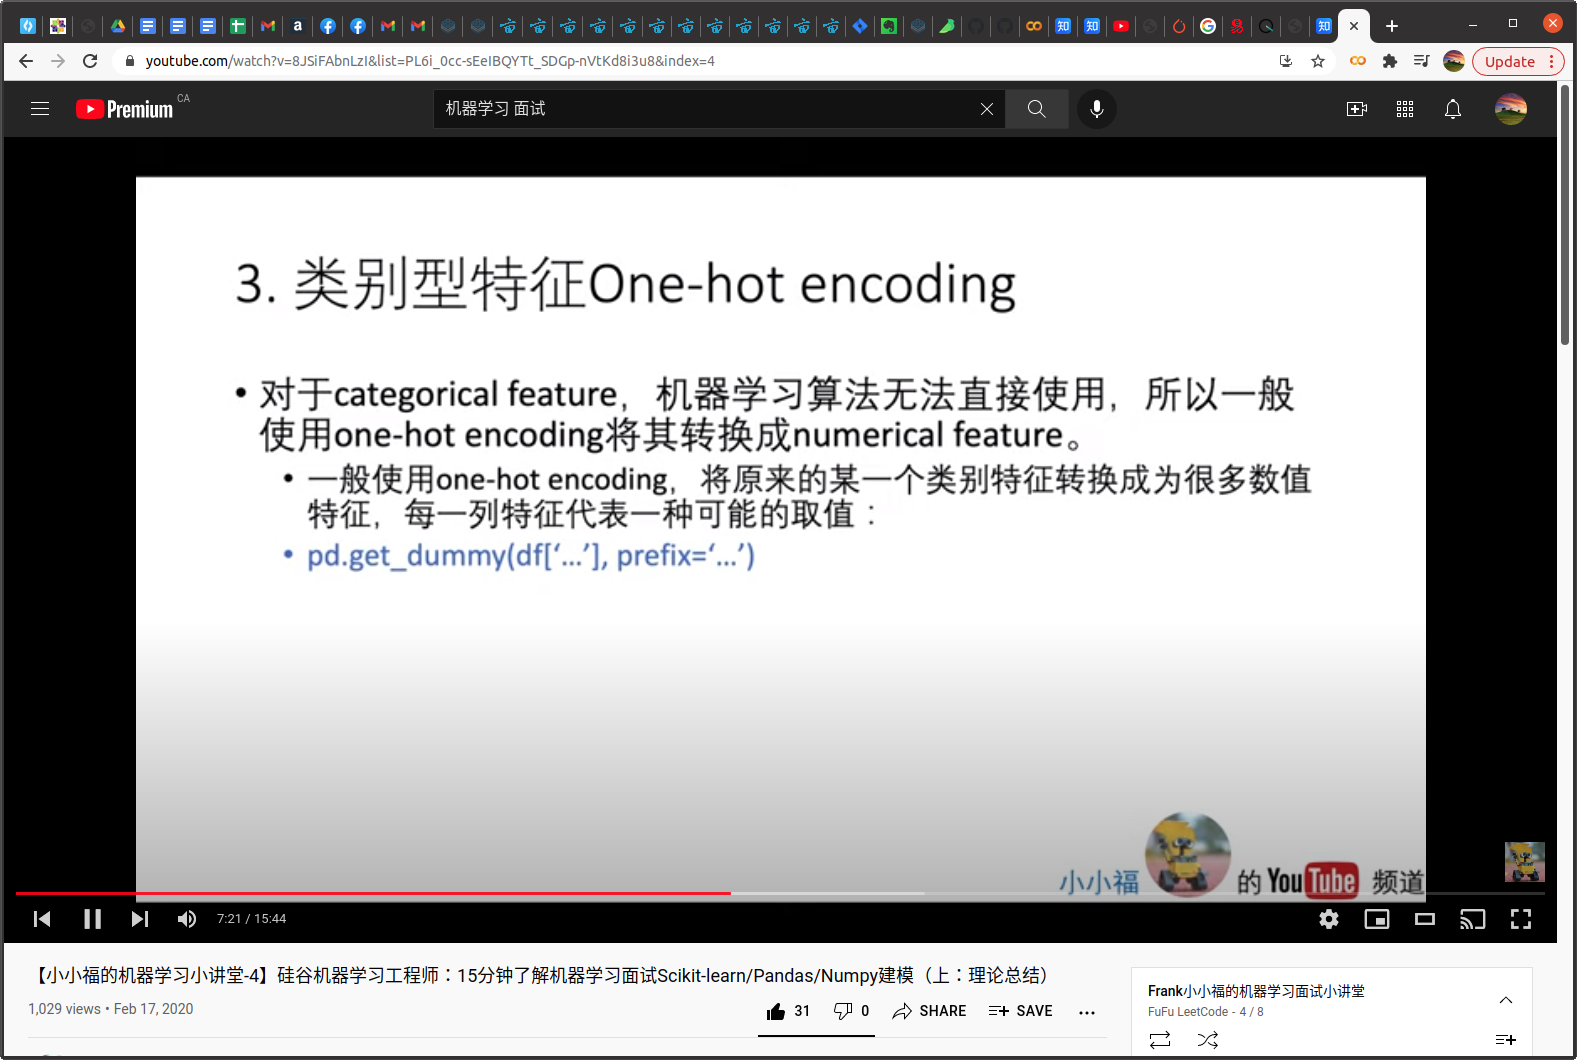 youtube.com/watch?v=8JSiFAbnLzI&list=PL6i_0cc-sEeIBQYTt_SDGp-nVtKd8i3u8&index=4
Update
Premium
CA
机器学习 面试
3. 类别型特征One-hot encoding
• 对于categorical feature，机器学习算法无法直接使用，所以一般
使用one-hot encoding将其转换成numerical feature。
• 一般使用one-hot encoding，将原来的某一个类别特征转换成为很多数值
特征，每一列特征代表一种可能的取值：
• pd.get_dummy(df[‘...’], prefix=‘...’)
小小福 的 YouTube 频道
7:21 / 15:44
【小小福的机器学习小讲堂-4】硅谷机器学习工程师：15分钟了解机器学习面试Scikit-learn/Pandas/Numpy建模（上：理论总结）
1,029 views • Feb 17, 2020
31
0
SHARE
SAVE
Frank小小福的机器学习面试小讲堂
FuFu LeetCode - 4 / 8